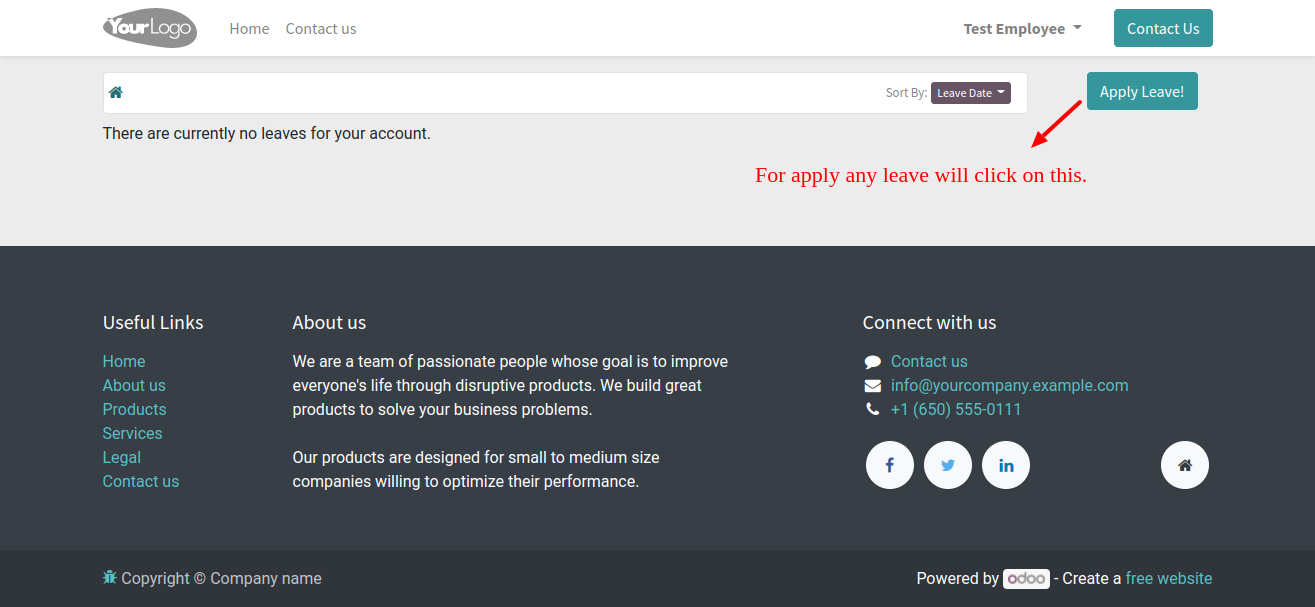 YourLogo Home Contact us Test Employee Contact Us
Sort By: Leave Date Apply Leave!
There are currently no leaves for your account.
For apply any leave will click on this.
Useful Links
Home
About us
Products
Services
Legal
Contact us
About us
We are a team of passionate people whose goal is to improve
everyone's life through disruptive products. We build great
products to solve your business problems.
Our products are designed for small to medium size
companies willing to optimize their performance.
Connect with us
Contact us
info@yourcompany.example.com
+1 (650) 555-0111
Copyright © Company name
Powered by odoo - Create a free website